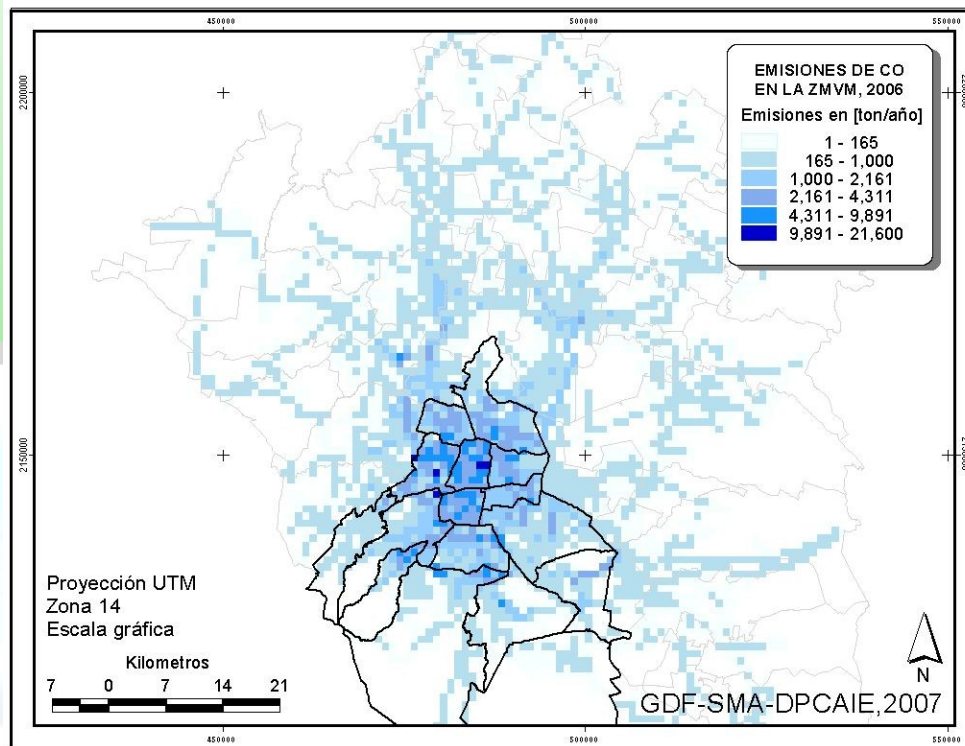 450000
500000
550000
2200000
EMISIONES DE CO
EN LA ZMVM, 2006
Emisiones en [ton/año]
1 - 165
165 - 1,000
1,000 - 2,161
2,161 - 4,311
4,311 - 9,891
9,891 - 21,600
2150000
Proyección UTM
Zona 14
Escala gráfica
Kilometros
7 0 7 14 21
N
GDF-SMA-DPCAIE,2007
450000
500000
550000